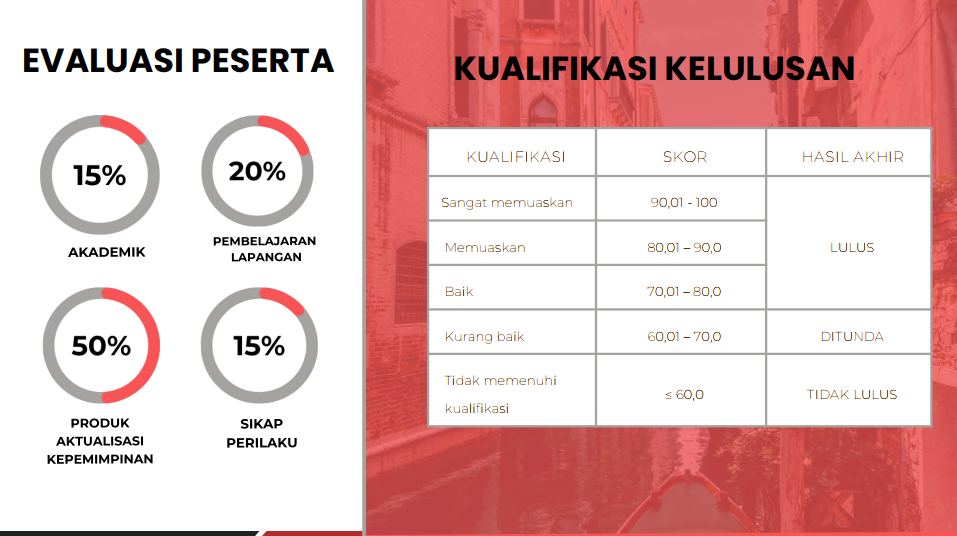 EVALUASI PESERTA
15%
AKADEMIK
20%
PEMBELAJARAN
LAPANGAN
50%
PRODUK
AKTUALISASI
KEPEMIMPINAN
15%
SIKAP
PERILAKU
KUALIFIKASI KELULUSAN
KUALIFIKASI SKOR HASIL AKHIR
Sangat memuaskan 90,01 - 100
Memuaskan 80,01 – 90,0 LULUS
Baik 70,01 – 80,0
Kurang baik 60,01 – 70,0 DITUNDA
Tidak memenuhi
kualifikasi
≤ 60,0 TIDAK LULUS